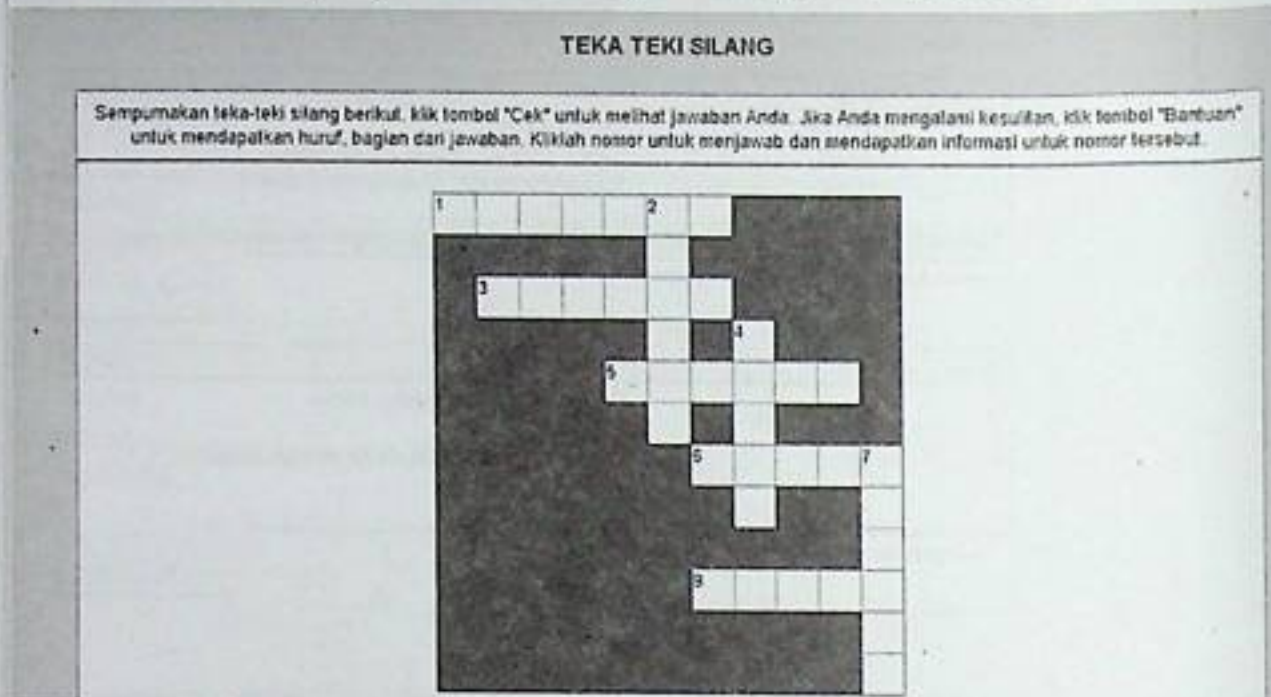 TEKA TEKI SILANG
Sempurnakan teka-teki silang berikut, klik tombol "Cek" untuk melihat jawaban Anda. Jika Anda mengalami kesulitan, klik tombol "Bantuan"
untuk mendapatkan huruf, bagian dari jawaban. Kliklah nomor untuk menjawab dan mendapatkan informasi untuk nomor tersebut.
1 2
3
4
5
6 7